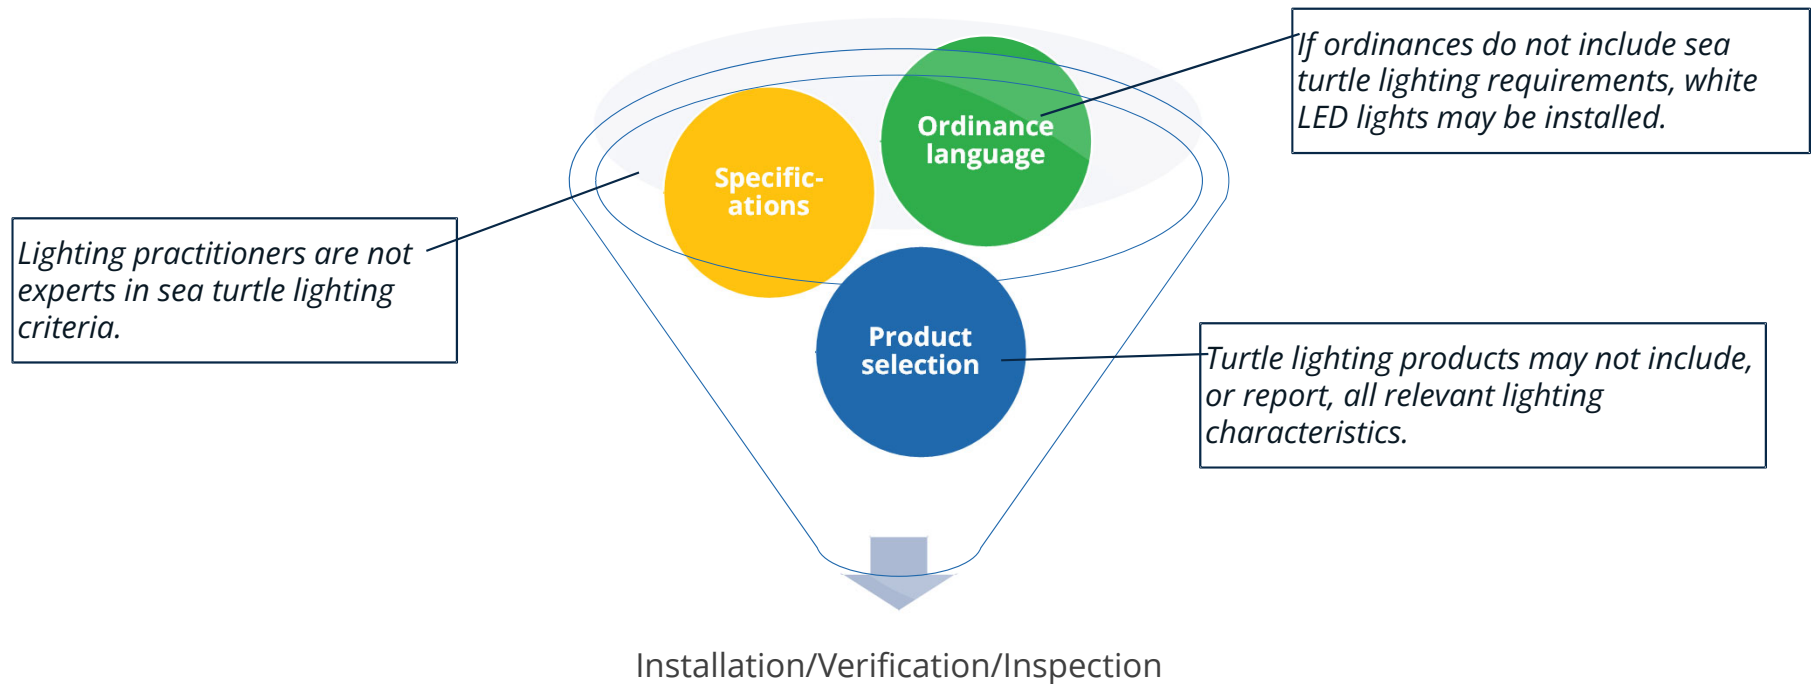 If ordinances do not include sea
turtle lighting requirements, white
LED lights may be installed.
Ordinance
language
Specific-
ations
Lighting practitioners are not
experts in sea turtle lighting
criteria.
Product
selection
Turtle lighting products may not include,
or report, all relevant lighting
characteristics.
Installation/Verification/Inspection